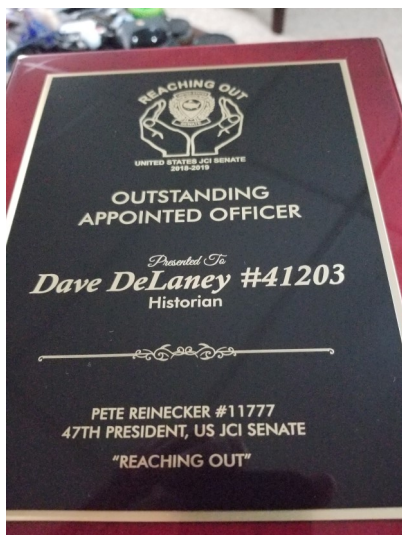 REACHING OUT
UNITED STATES JCI SENATE
2018-2019
OUTSTANDING
APPOINTED OFFICER
Presented To
Dave DeLaney #41203
Historian
PETE REINECKER #11777
47TH PRESIDENT, US JCI SENATE
"REACHING OUT"